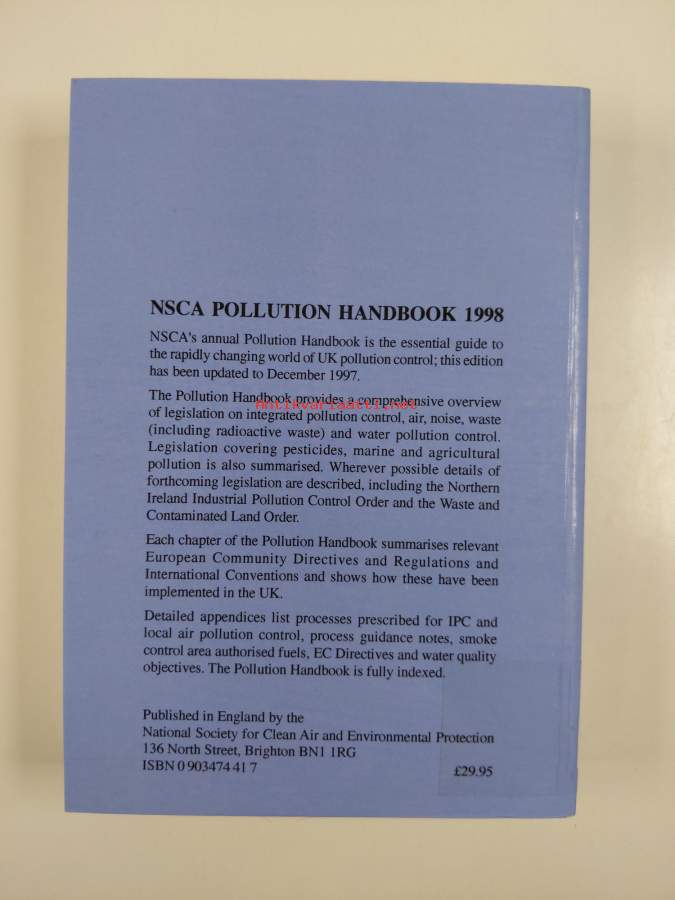 NSCA POLLUTION HANDBOOK 1998
NSCA's annual Pollution Handbook is the essential guide to
the rapidly changing world of UK pollution control; this edition
has been updated to December 1997.
The Pollution Handbook provides a comprehensive overview
Antikvariaatti.net
of legislation on integrated pollution control, air, noise, waste
(including radioactive waste) and water pollution control.
Legislation covering pesticides, marine and agricultural
pollution is also summarised. Wherever possible details of
forthcoming legislation are described, including the Northern
Ireland Industrial Pollution Control Order and the Waste and
Contaminated Land Order.
Each chapter of the Pollution Handbook summarises relevant
European Community Directives and Regulations and
International Conventions and shows how these have been
implemented in the UK.
Detailed appendices list processes prescribed for IPC and
local air pollution control, process guidance notes, smoke
control area authorised fuels, EC Directives and water quality
objectives. The Pollution Handbook is fully indexed.
Published in England by the
National Society for Clean Air and Environmental Protection
136 North Street, Brighton BN1 1RG
ISBN 0 903474 41 7
£29.95